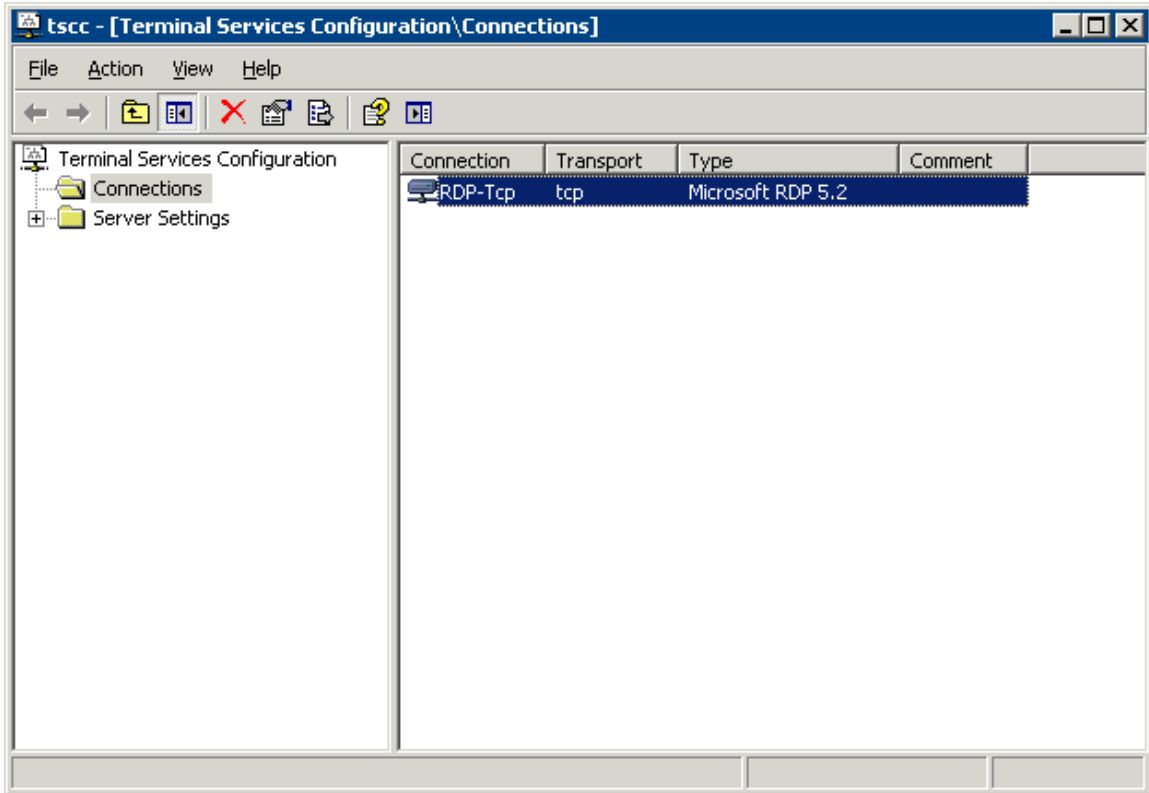 tscc - [Terminal Services Configuration\Connections]
File Action View Help
Terminal Services Configuration
Connections
Server Settings
Connection Transport Type Comment
RDP-Tcp tcp Microsoft RDP 5.2